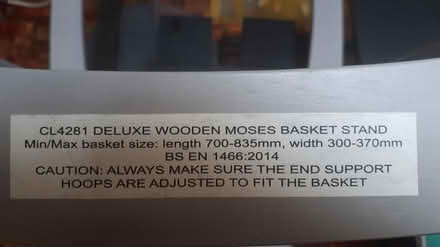 CL4281 DELUXE WOODEN MOSES BASKET STAND
Min/Max basket size: length 700-835mm, width 300-370mm
BS EN 1466:2014
CAUTION: ALWAYS MAKE SURE THE END SUPPORT
HOOPS ARE ADJUSTED TO FIT THE BASKET